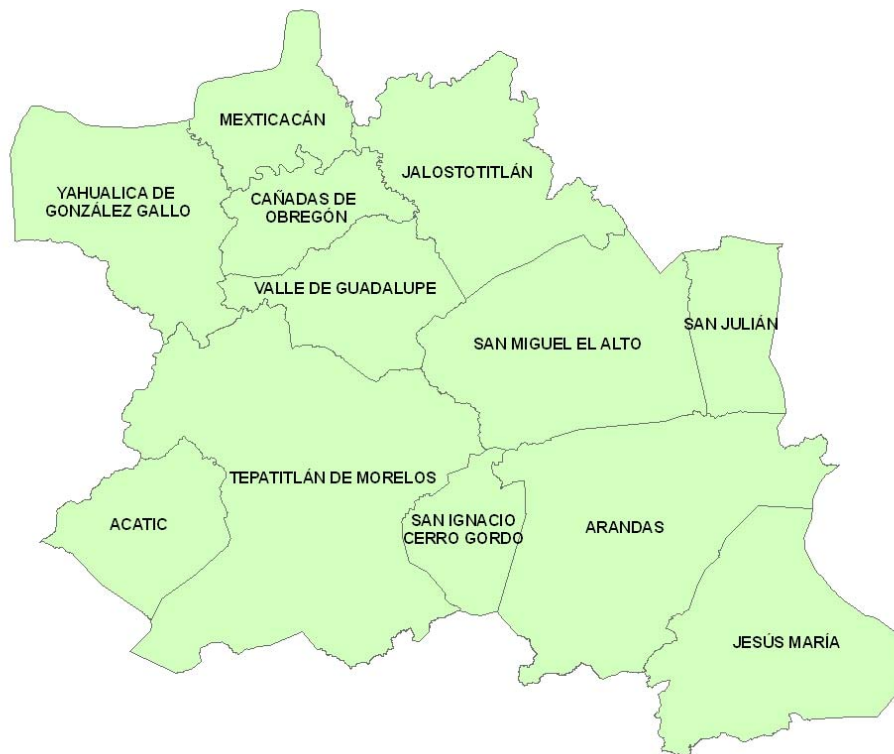 MEXTICACÁN
JALOSTOTITLÁN
YAHUALICA DE
GONZÁLEZ GALLO
CAÑADAS DE
OBREGÓN
VALLE DE GUADALUPE
SAN JULIÁN
SAN MIGUEL EL ALTO
TEPATITLÁN DE MORELOS
ACATIC
SAN IGNACIO
CERRO GORDO
ARANDAS
JESÚS MARÍA